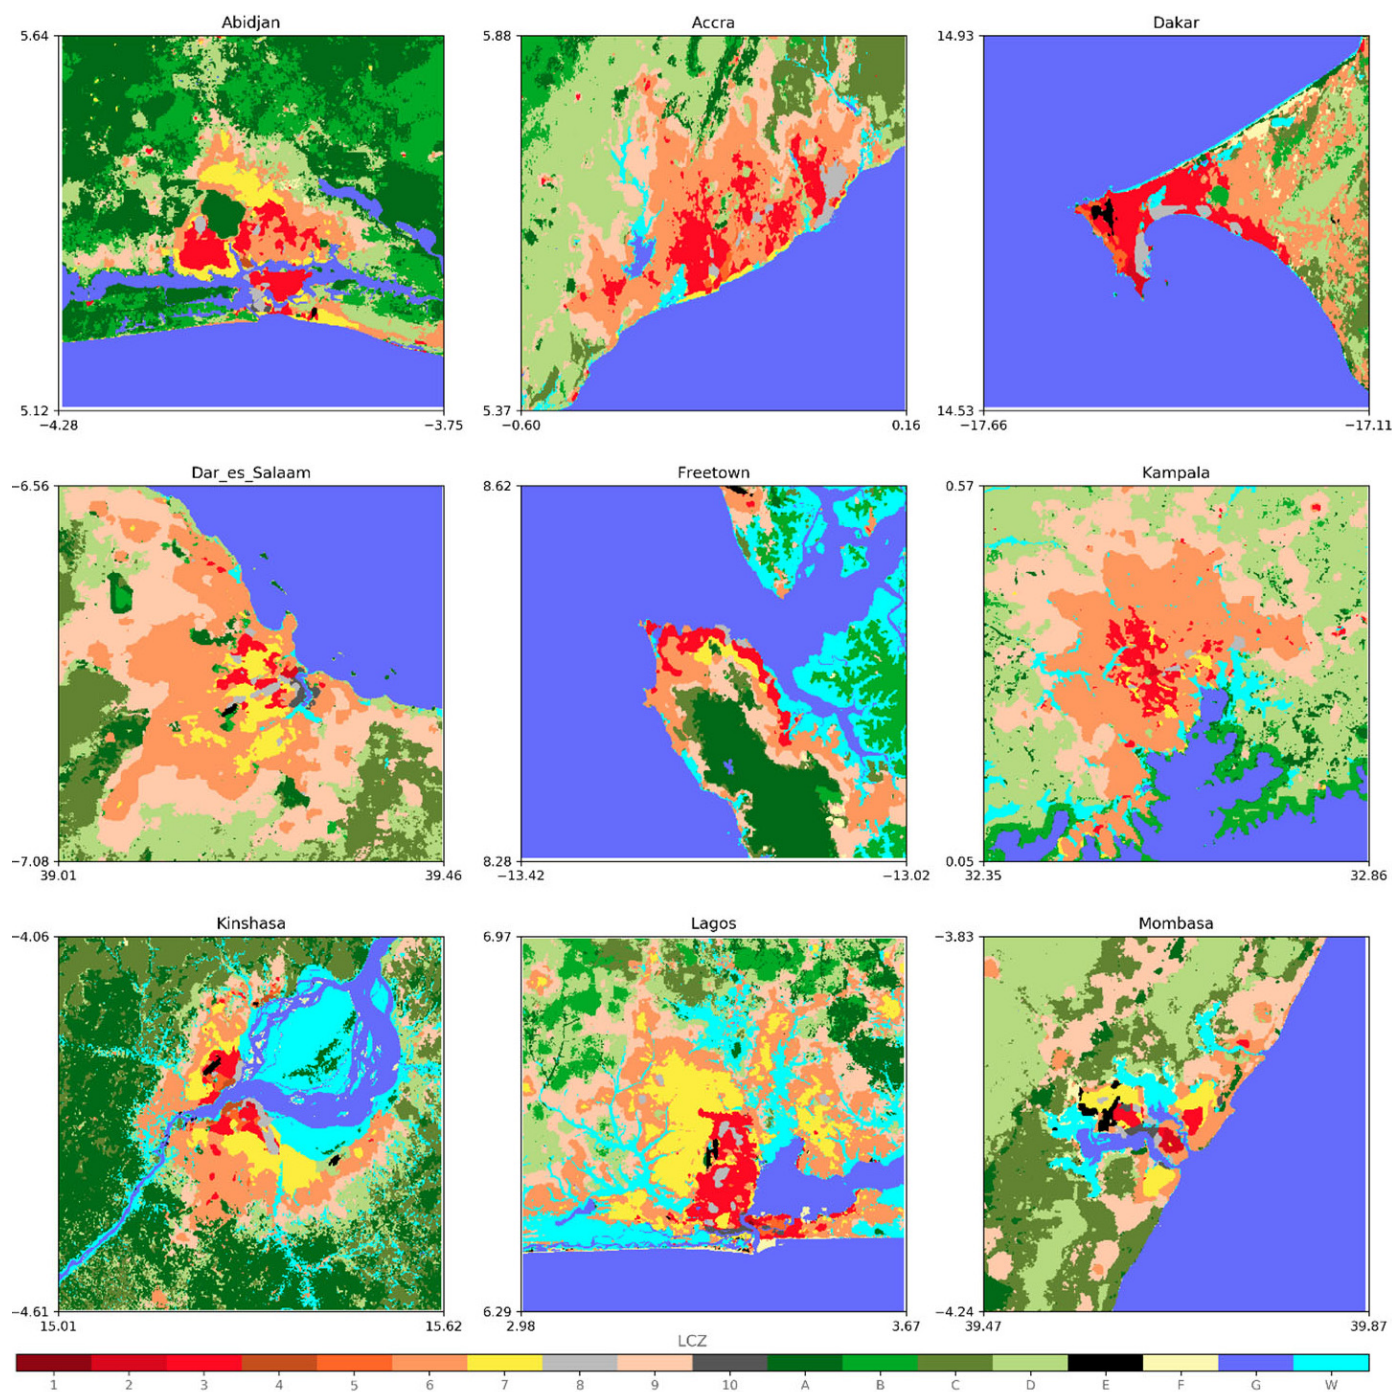 Abidjan
5.64
5.12
−4.28 −3.75
Accra
5.88
5.37
−0.60 0.16
Dakar
14.93
14.53
−17.66 −17.11
Dar_es_Salaam
−6.56
−7.08
39.01 39.46
Freetown
8.62
8.28
−13.42 −13.02
Kampala
0.57
0.05
32.35 32.86
Kinshasa
−4.06
−4.61
15.01 15.62
Lagos
6.97
6.29
2.98 3.67
Mombasa
−3.83
−4.24
39.47 39.87
LCZ
1 2 3 4 5 6 7 8 9 10 A B C D E F G W